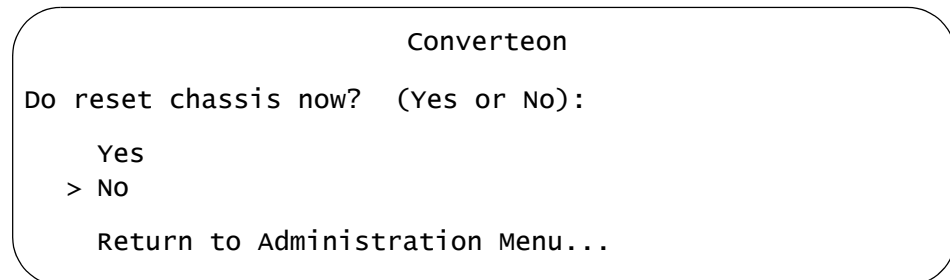 Converteon
Do reset chassis now? (Yes or No):
Yes
> No
Return to Administration Menu...